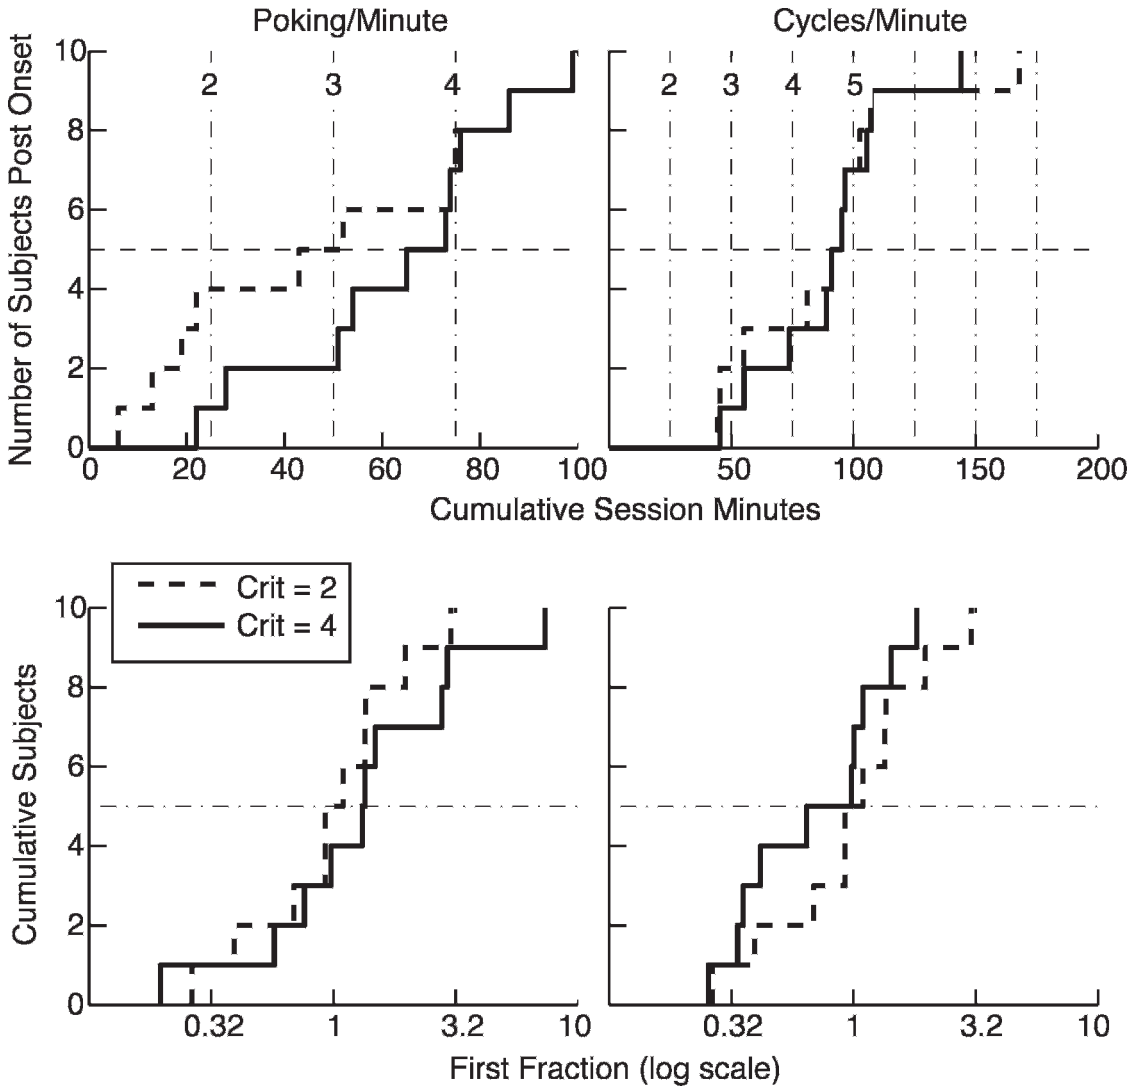 Poking/Minute
Cycles/Minute
Number of Subjects Post Onset
10
8
6
4
2
0
2 3 4
2 3 4 5
0 20 40 60 80 100
50 100 150 200
Cumulative Session Minutes
Crit = 2
Crit = 4
Cumulative Subjects
10
8
6
4
2
0
0.32 1 3.2 10
0.32 1 3.2 10
First Fraction (log scale)